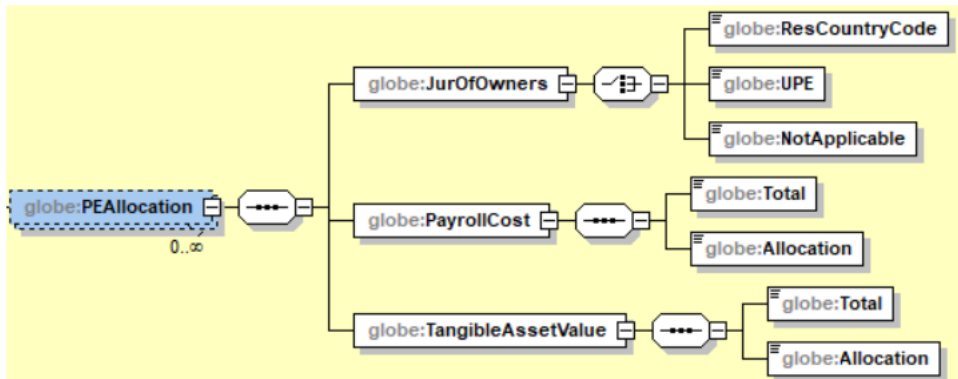 globe:ResCountryCode
globe:JurOfOwners
globe:UPE
globe:NotApplicable
globe:PEAllocation
0..∞
globe:PayrollCost
globe:Total
globe:Allocation
globe:TangibleAssetValue
globe:Total
globe:Allocation